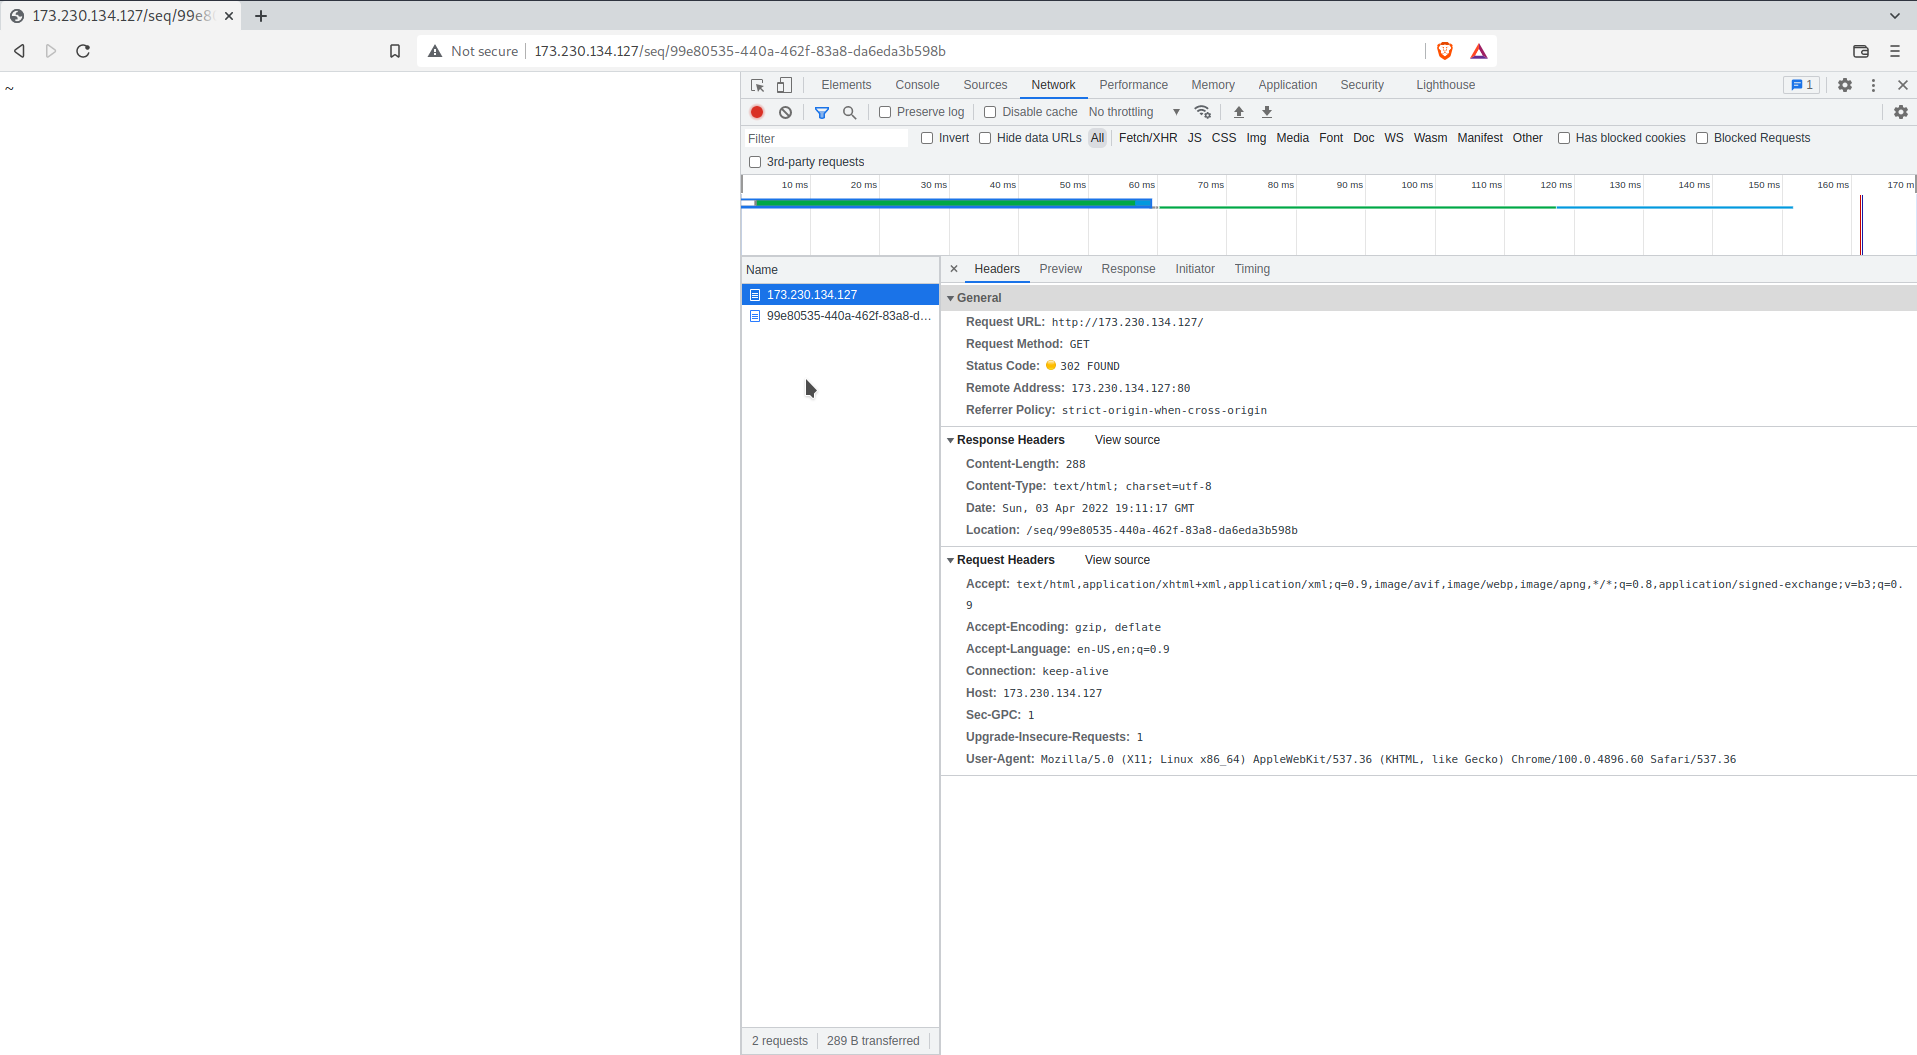 173.230.134.127/seq/99e8
Not secure
173.230.134.127/seq/99e80535-440a-462f-83a8-da6eda3b598b
~
Elements Console Sources Network Performance Memory Application Security Lighthouse 1
Preserve log Disable cache No throttling
Filter Invert Hide data URLs All Fetch/XHR JS CSS Img Media Font Doc WS Wasm Manifest Other Has blocked cookies Blocked Requests
3rd-party requests
10 ms 20 ms 30 ms 40 ms 50 ms 60 ms 70 ms 80 ms 90 ms 100 ms 110 ms 120 ms 130 ms 140 ms 150 ms 160 ms 170 m
Name
173.230.134.127
99e80535-440a-462f-83a8-d…
Headers Preview Response Initiator Timing
General
Request URL: http://173.230.134.127/
Request Method: GET
Status Code: 302 FOUND
Remote Address: 173.230.134.127:80
Referrer Policy: strict-origin-when-cross-origin
Response Headers View source
Content-Length: 288
Content-Type: text/html; charset=utf-8
Date: Sun, 03 Apr 2022 19:11:17 GMT
Location: /seq/99e80535-440a-462f-83a8-da6eda3b598b
Request Headers View source
Accept: text/html,application/xhtml+xml,application/xml;q=0.9,image/avif,image/webp,image/apng,*/*;q=0.8,application/signed-exchange;v=b3;q=0.
9
Accept-Encoding: gzip, deflate
Accept-Language: en-US,en;q=0.9
Connection: keep-alive
Host: 173.230.134.127
Sec-GPC: 1
Upgrade-Insecure-Requests: 1
User-Agent: Mozilla/5.0 (X11; Linux x86_64) AppleWebKit/537.36 (KHTML, like Gecko) Chrome/100.0.4896.60 Safari/537.36
2 requests 289 B transferred